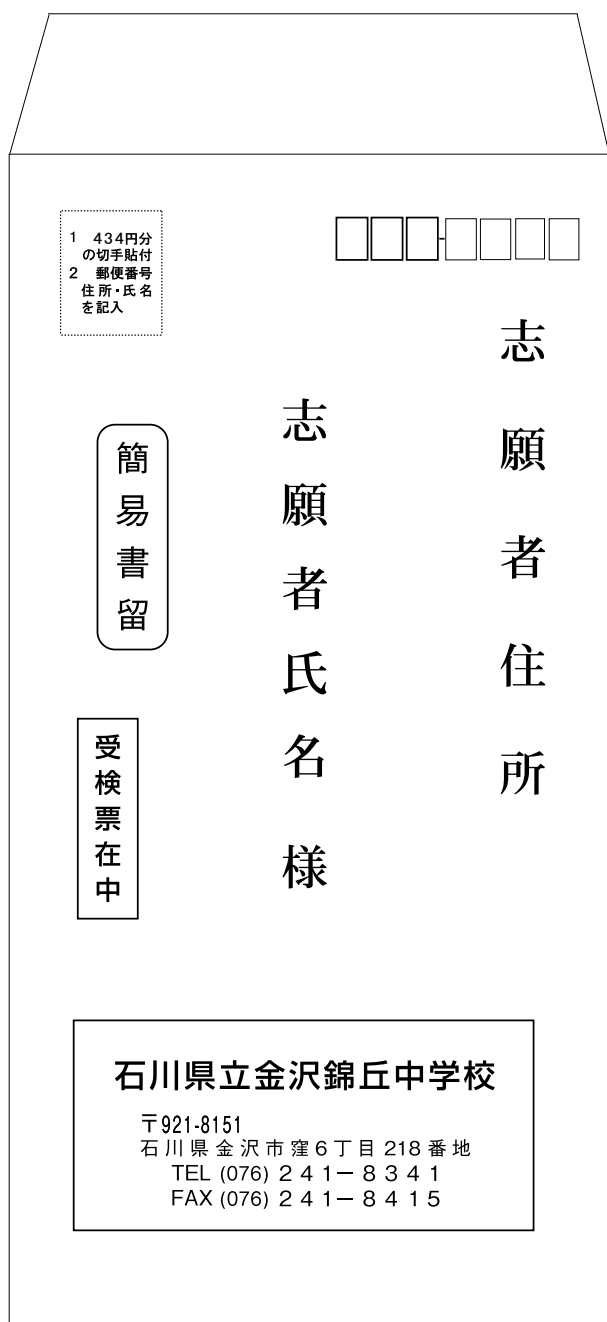 1 434円分
の切手貼付
2 郵便番号
住所・氏名
を記入
志願者住所
志願者氏名 様
簡易書留
受検票在中
石川県立金沢錦丘中学校
〒921-8151
石川県金沢市窪6丁目218番地
TEL (076) 241－8341
FAX (076) 241－8415